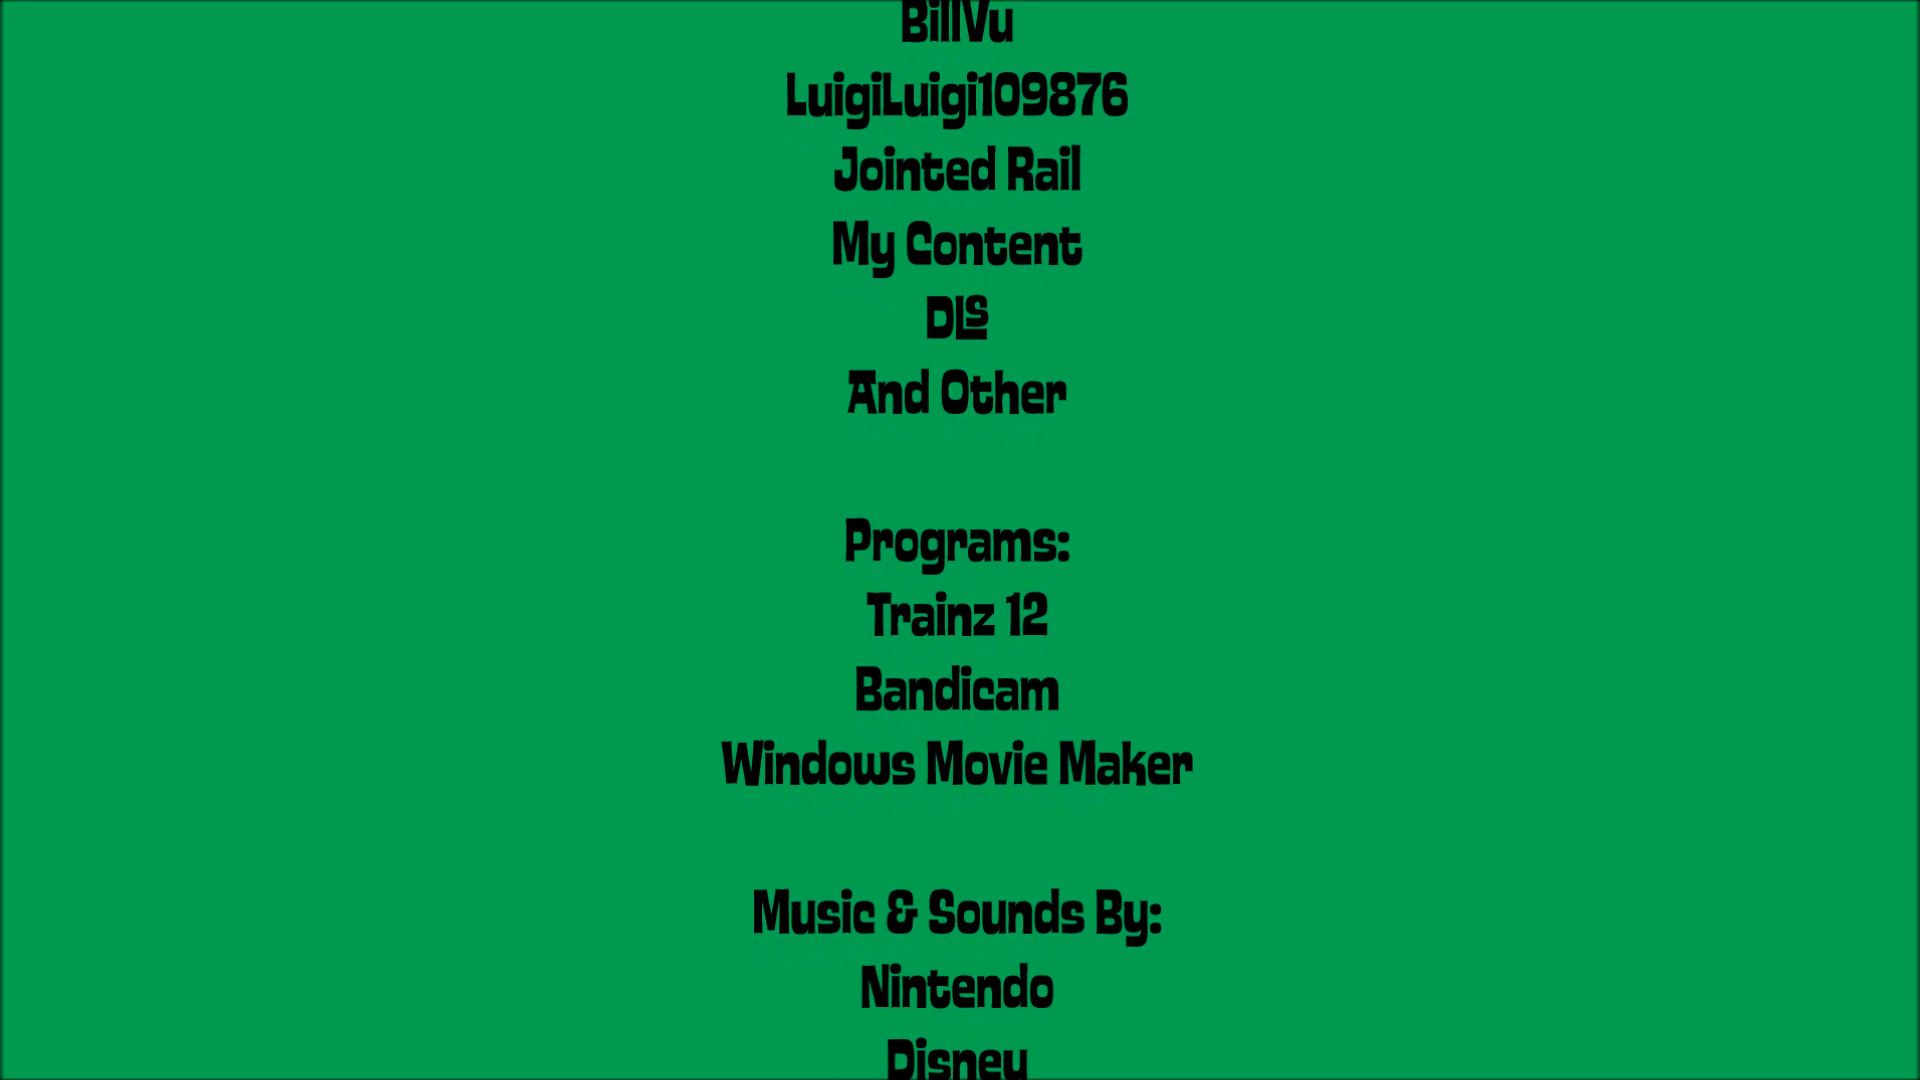 BillVu
LuigiLuigi109876
Jointed Rail
My Content
DLS
And Other
Programs:
Trainz 12
Bandicam
Windows Movie Maker
Music & Sounds By:
Nintendo
Disney